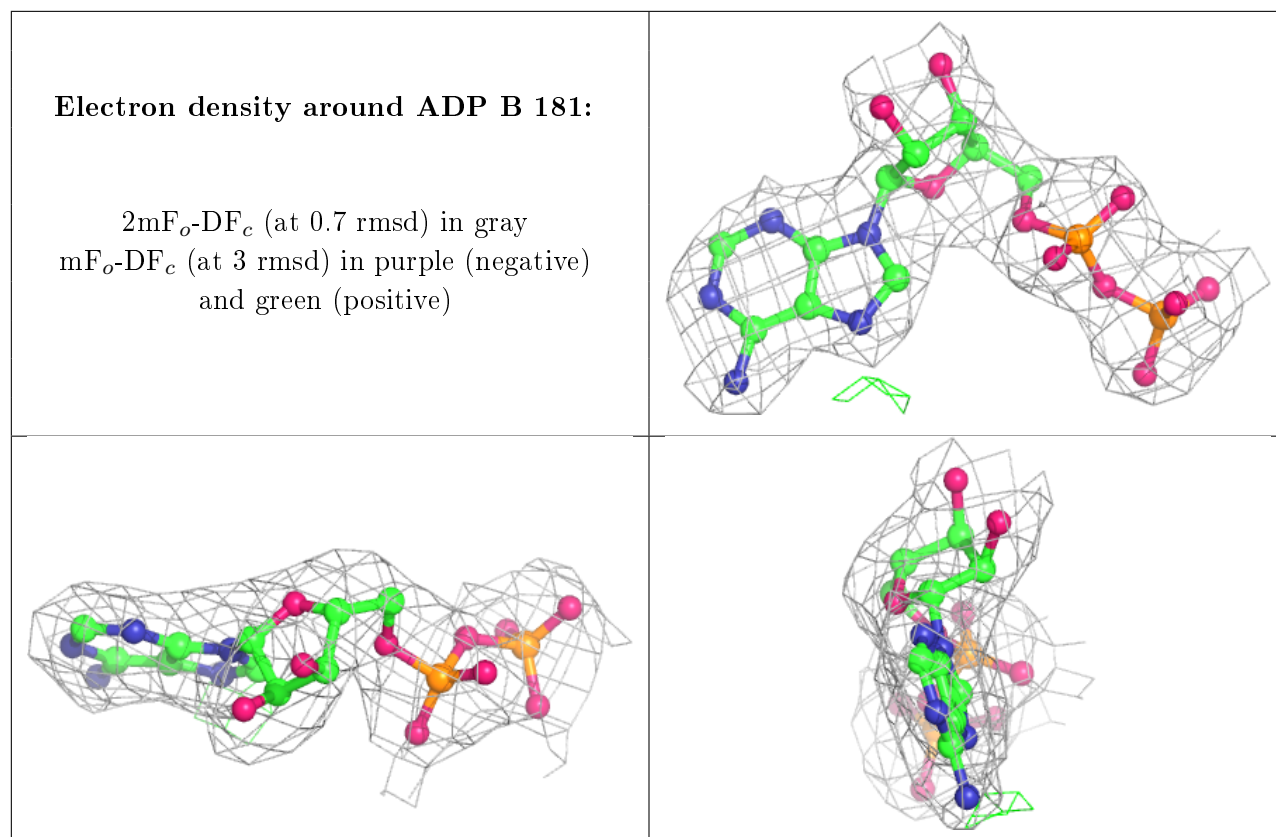 Electron density around ADP B 181:
2mFo-DFc (at 0.7 rmsd) in gray
mFo-DFc (at 3 rmsd) in purple (negative)
and green (positive)